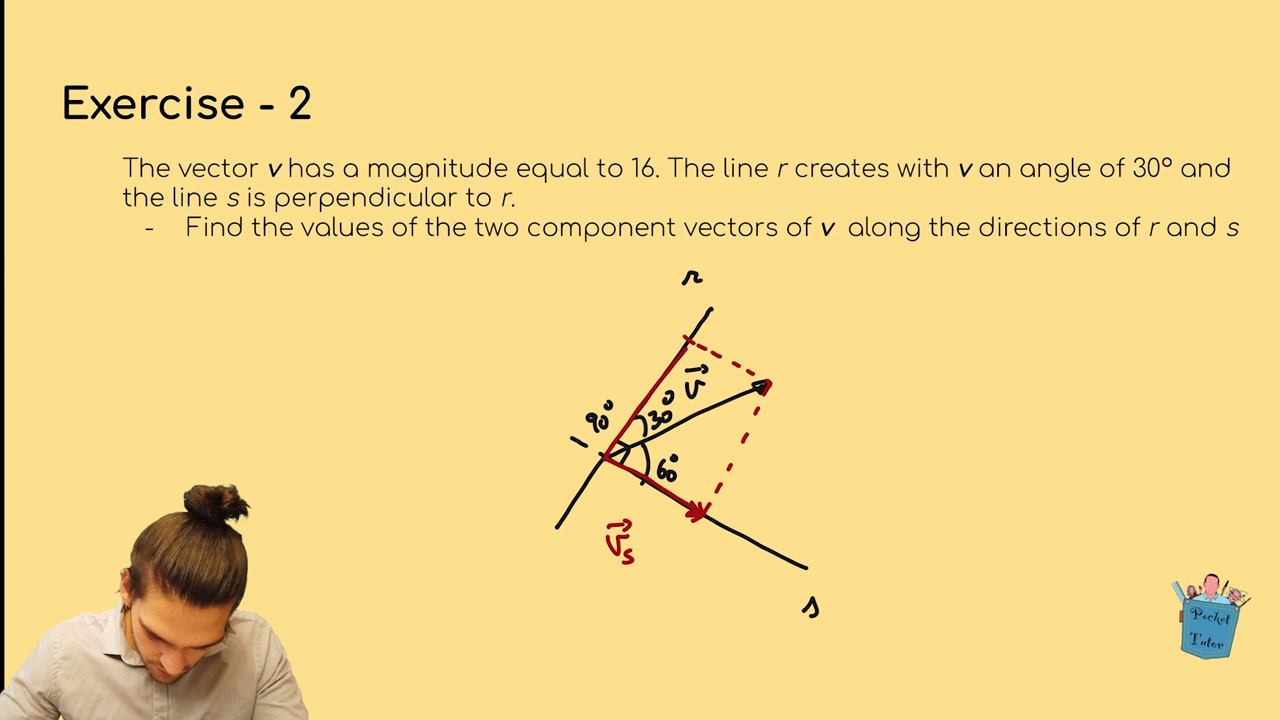 Exercise - 2
The vector v has a magnitude equal to 16. The line r creates with v an angle of 30° and
the line s is perpendicular to r.
- Find the values of the two component vectors of v along the directions of r and s
r
v⃗
90°
30°
60°
v⃗s
s
Pocket
Tutor